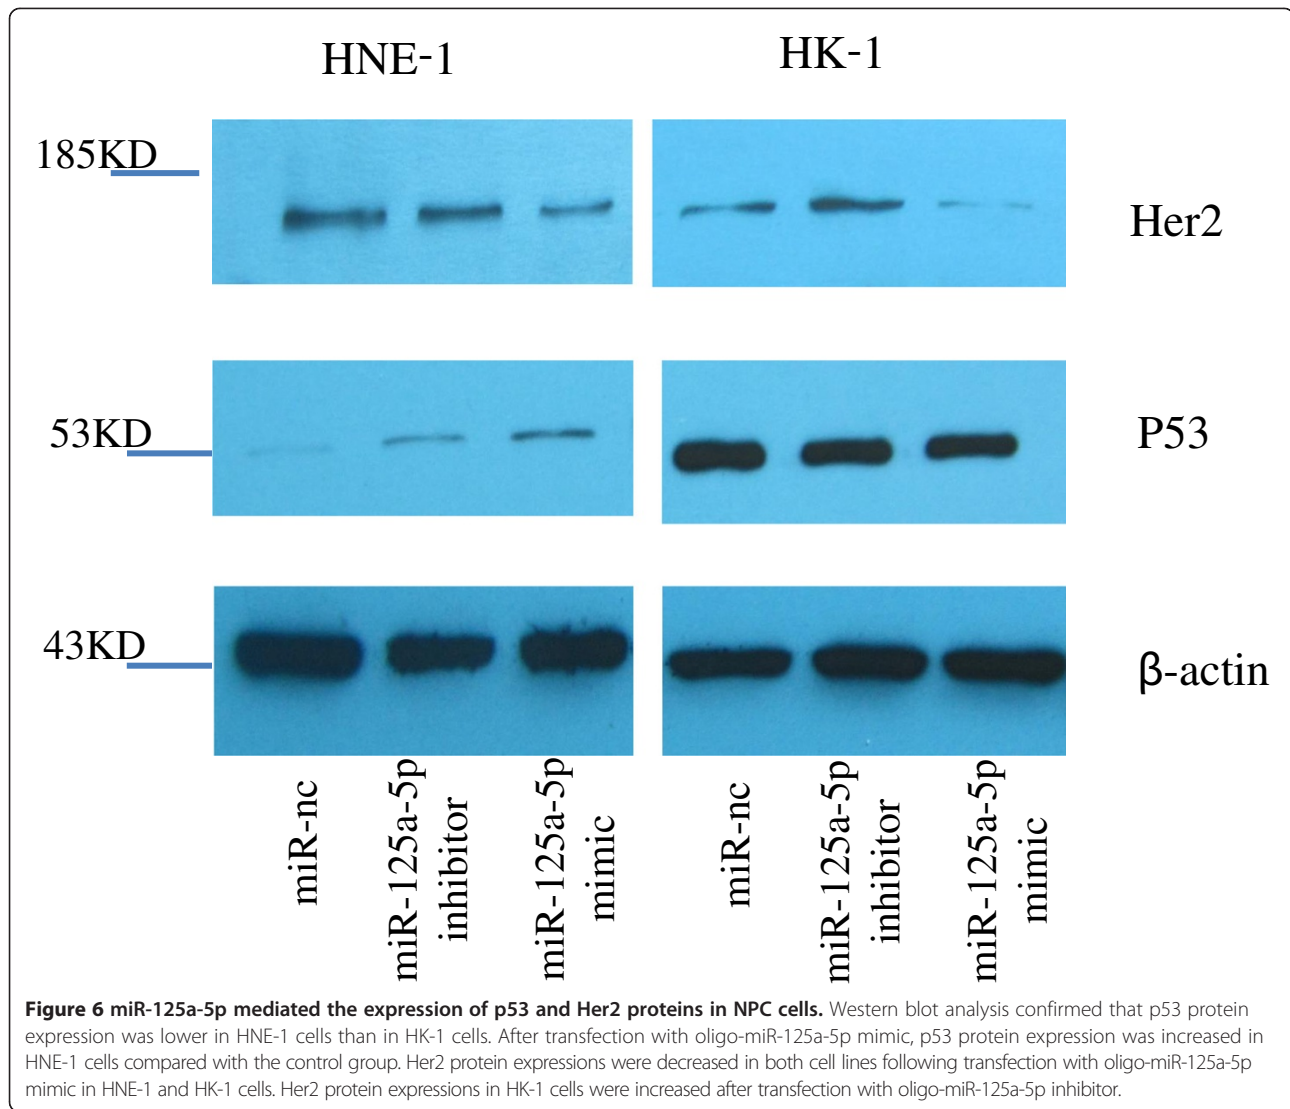 HNE-1
HK-1
185KD
Her2
53KD
P53
43KD
β-actin
miR-nc
miR-125a-5p
inhibitor
miR-125a-5p
mimic
miR-nc
miR-125a-5p
inhibitor
miR-125a-5p
mimic
Figure 6 miR-125a-5p mediated the expression of p53 and Her2 proteins in NPC cells. Western blot analysis confirmed that p53 protein
expression was lower in HNE-1 cells than in HK-1 cells. After transfection with oligo-miR-125a-5p mimic, p53 protein expression was increased in
HNE-1 cells compared with the control group. Her2 protein expressions were decreased in both cell lines following transfection with oligo-miR-125a-5p
mimic in HNE-1 and HK-1 cells. Her2 protein expressions in HK-1 cells were increased after transfection with oligo-miR-125a-5p inhibitor.